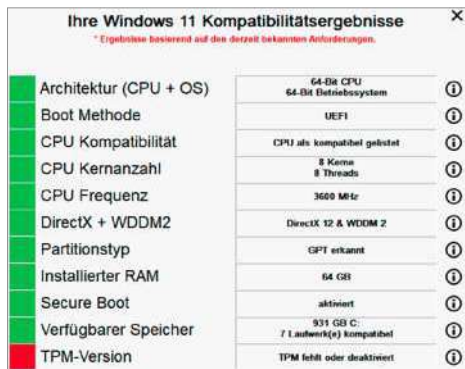 Ihre Windows 11 Kompatibilitätsergebnisse
* Ergebnisse basierend auf den derzeit bekannten Anforderungen.
Architektur (CPU + OS)
64-Bit CPU
64-Bit Betriebssystem
Boot Methode
UEFI
CPU Kompatibilität
CPU als kompatibel gelistet
CPU Kernanzahl
8 Kerne
8 Threads
CPU Frequenz
3600 MHz
DirectX + WDDM2
DirectX 12 & WDDM 2
Partitionstyp
GPT erkannt
Installierter RAM
64 GB
Secure Boot
aktiviert
Verfügbarer Speicher
931 GB C:
7 Laufwerk(e) kompatibel
TPM-Version
TPM fehlt oder deaktiviert